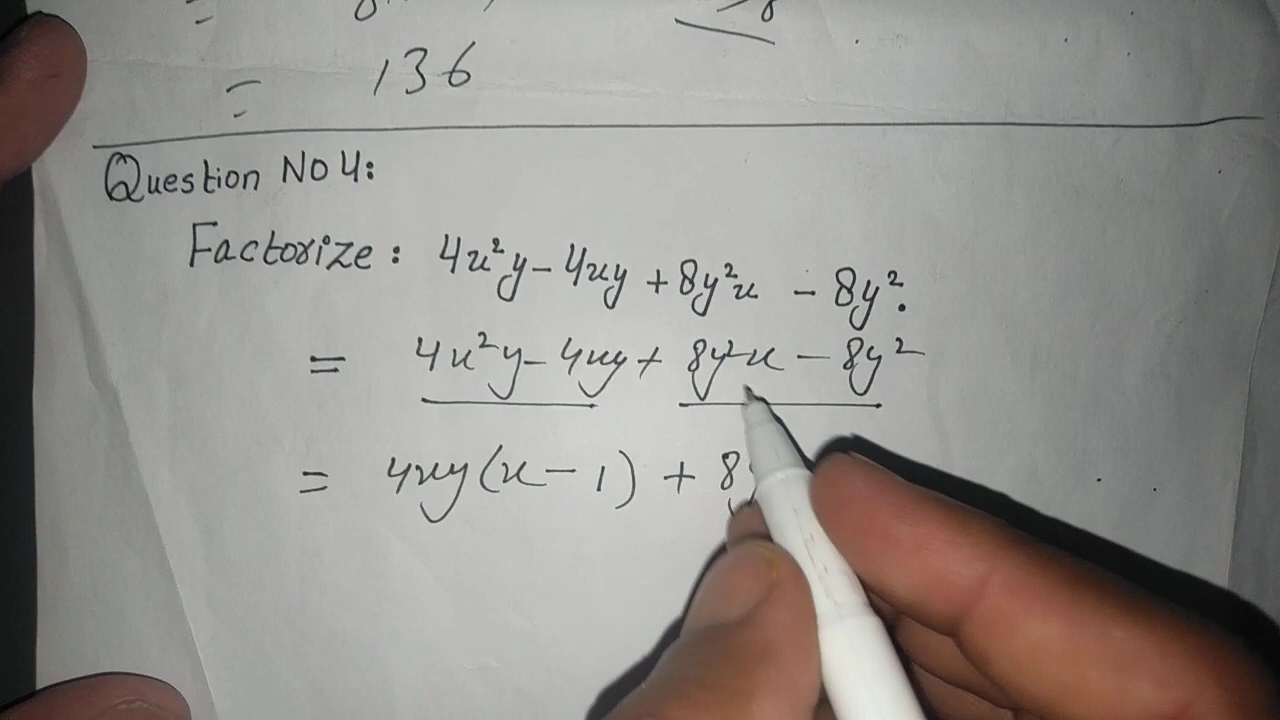 = 136
Question No 4:
Factorize: 4x²y - 4xy + 8y²x - 8y².
= 4x²y - 4xy + 8y²x - 8y²
= 4xy(x - 1) + 8